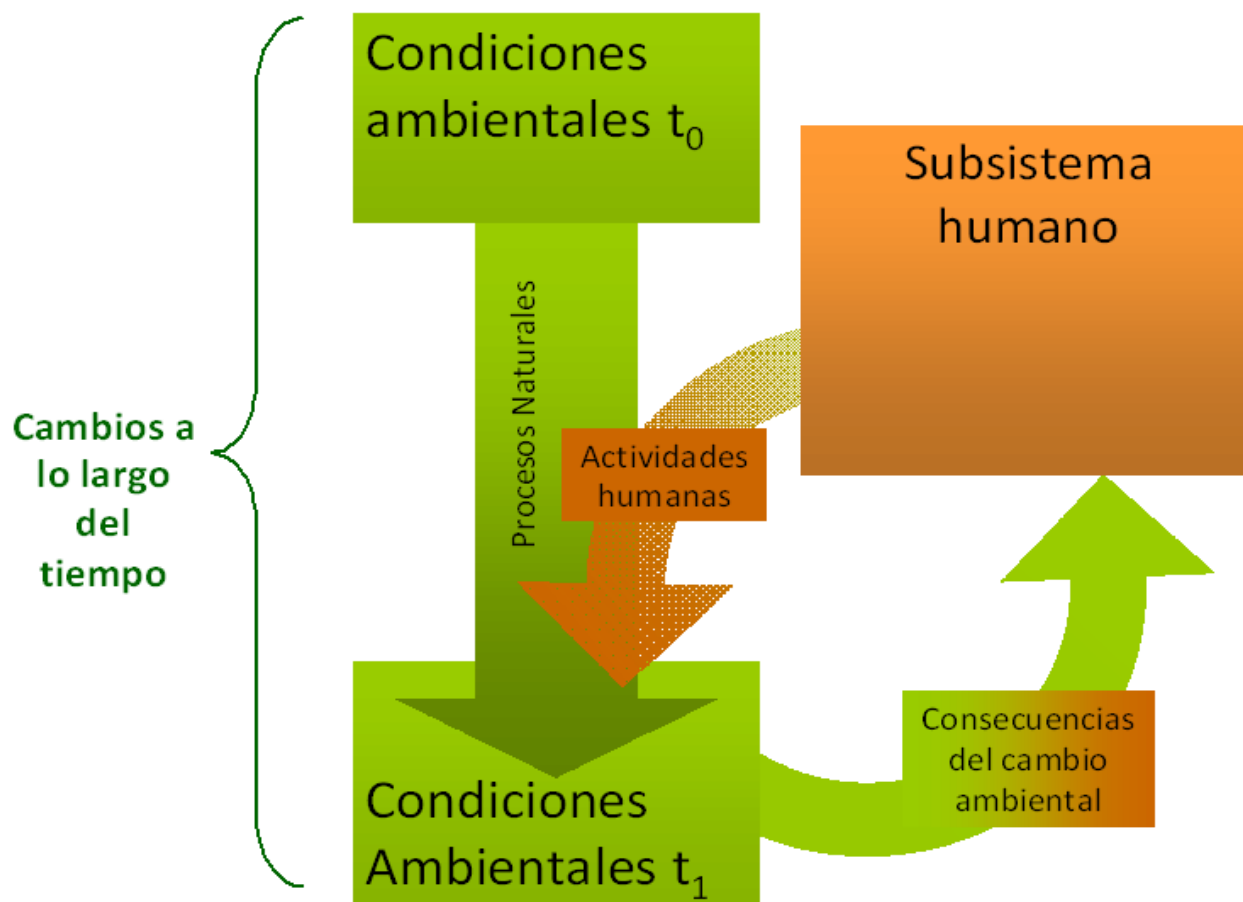 Condiciones
ambientales t₀
Subsistema
humano
Procesos Naturales
Cambios a
lo largo
del
tiempo
Actividades
humanas
Consecuencias
del cambio
ambiental
Condiciones
Ambientales t₁